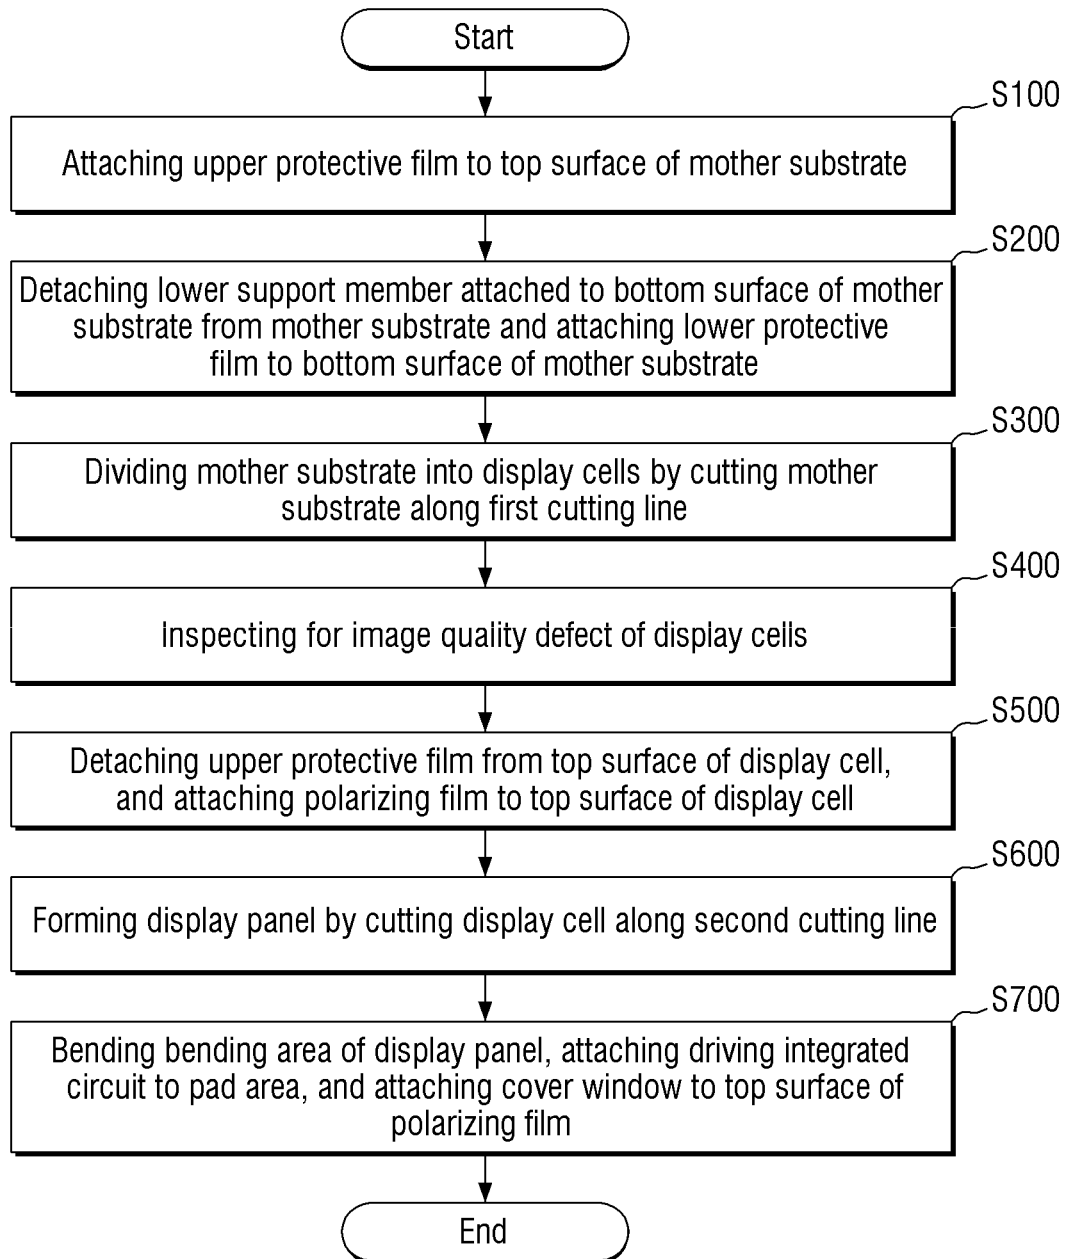 Start
S100
Attaching upper protective film to top surface of mother substrate
S200
Detaching lower support member attached to bottom surface of mother
substrate from mother substrate and attaching lower protective
film to bottom surface of mother substrate
S300
Dividing mother substrate into display cells by cutting mother
substrate along first cutting line
S400
Inspecting for image quality defect of display cells
S500
Detaching upper protective film from top surface of display cell,
and attaching polarizing film to top surface of display cell
S600
Forming display panel by cutting display cell along second cutting line
S700
Bending bending area of display panel, attaching driving integrated
circuit to pad area, and attaching cover window to top surface of
polarizing film
End